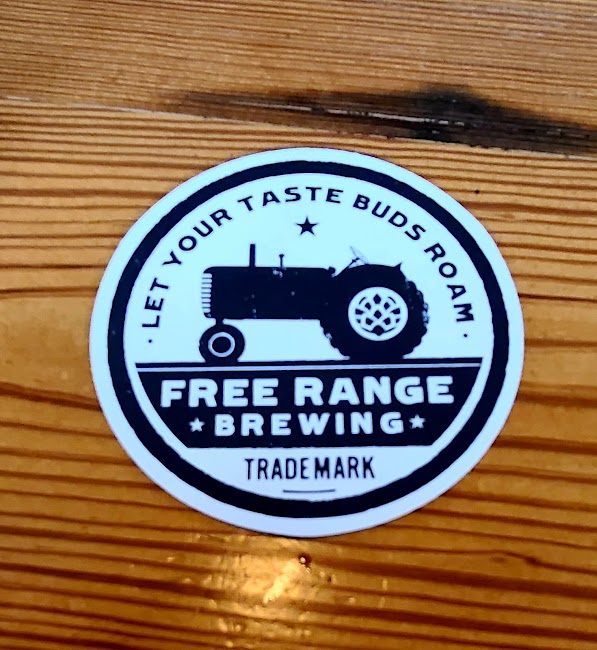 · LET YOUR TASTE BUDS ROAM ·
FREE RANGE
★ BREWING ★
TRADEMARK